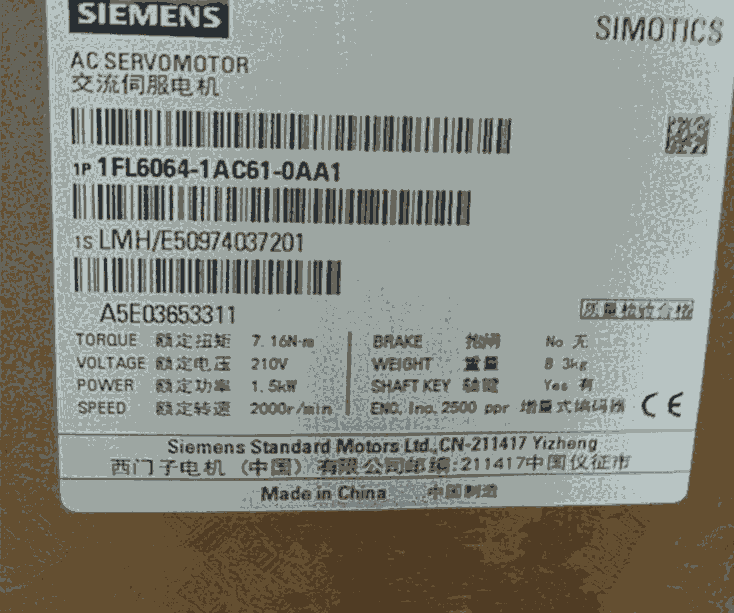 SIEMENS
SIMOTICS
AC SERVOMOTOR
交流伺服电机
1P 1FL6064-1AC61-0AA1
1S LMH/E50974037201
A5E03653311
质量检验合格
TORQUE 额定扭矩 7.16N·m BRAKE 抱闸 No 无
VOLTAGE 额定电压 210V WEIGHT 重量 8.3kg
POWER 额定功率 1.5kW SHAFT KEY 轴键 Yes 有
SPEED 额定转速 2000r/min ENC. Inc. 2500 ppr 增量式编码器 CE
Siemens Standard Motors Ltd.,CN-211417 Yizheng
西门子电机（中国）有限公司邮编:211417中国仪征市
Made in China 中国制造